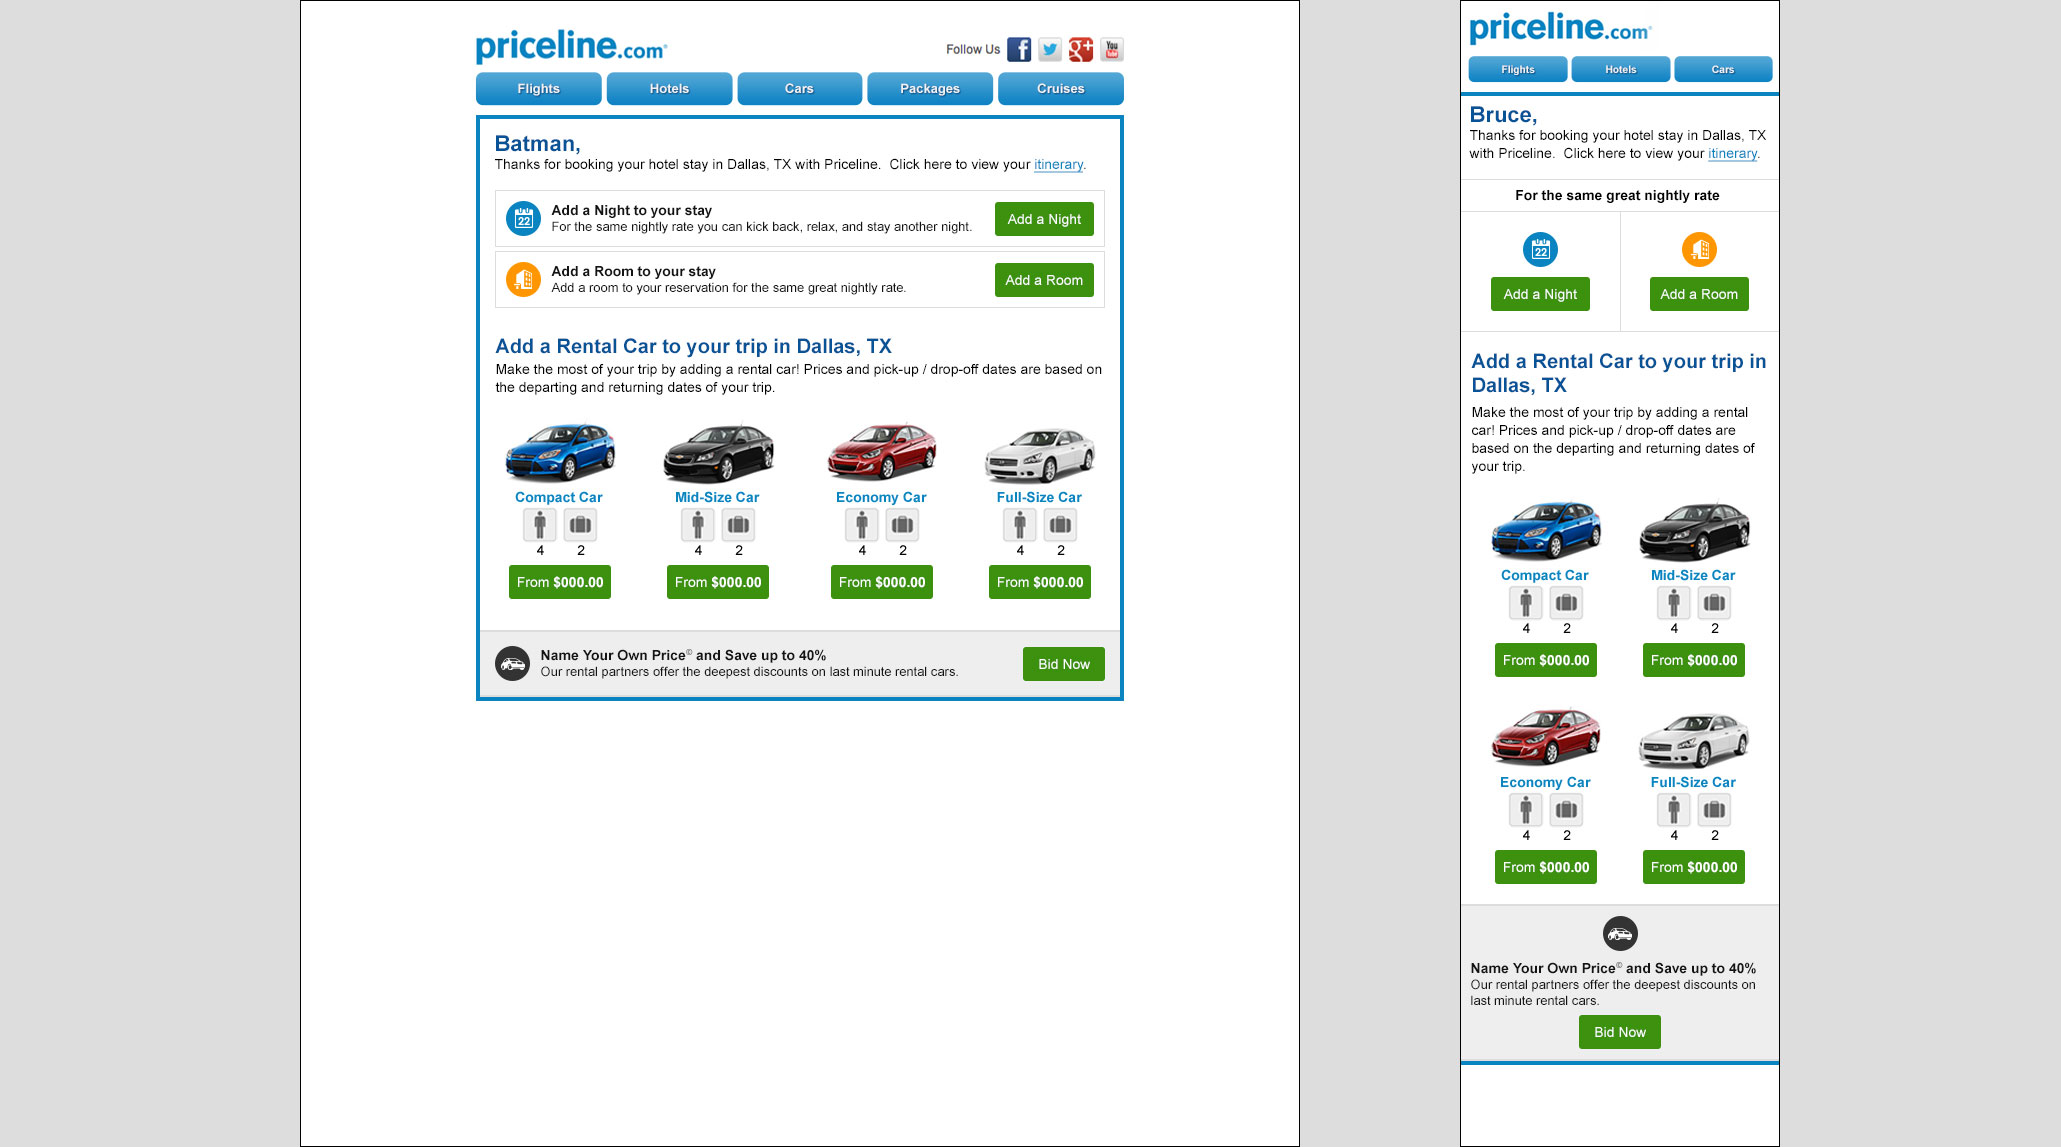 priceline.com®
Follow Us
f
g+
You Tube
Flights
Hotels
Cars
Packages
Cruises
Batman,
Thanks for booking your hotel stay in Dallas, TX with Priceline. Click here to view your itinerary.
22
Add a Night to your stay
For the same nightly rate you can kick back, relax, and stay another night.
Add a Night
Add a Room to your stay
Add a room to your reservation for the same great nightly rate.
Add a Room
Add a Rental Car to your trip in Dallas, TX
Make the most of your trip by adding a rental car! Prices and pick-up / drop-off dates are based on
the departing and returning dates of your trip.
Compact Car
4 2
From $000.00
Mid-Size Car
4 2
From $000.00
Economy Car
4 2
From $000.00
Full-Size Car
4 2
From $000.00
Name Your Own Price© and Save up to 40%
Our rental partners offer the deepest discounts on last minute rental cars.
Bid Now
priceline.com®
Flights
Hotels
Cars
Bruce,
Thanks for booking your hotel stay in Dallas, TX
with Priceline. Click here to view your itinerary.
For the same great nightly rate
22
Add a Night
Add a Room
Add a Rental Car to your trip in
Dallas, TX
Make the most of your trip by adding a rental
car! Prices and pick-up / drop-off dates are
based on the departing and returning dates of
your trip.
Compact Car
4 2
From $000.00
Mid-Size Car
4 2
From $000.00
Economy Car
4 2
From $000.00
Full-Size Car
4 2
From $000.00
Name Your Own Price© and Save up to 40%
Our rental partners offer the deepest discounts on
last minute rental cars.
Bid Now